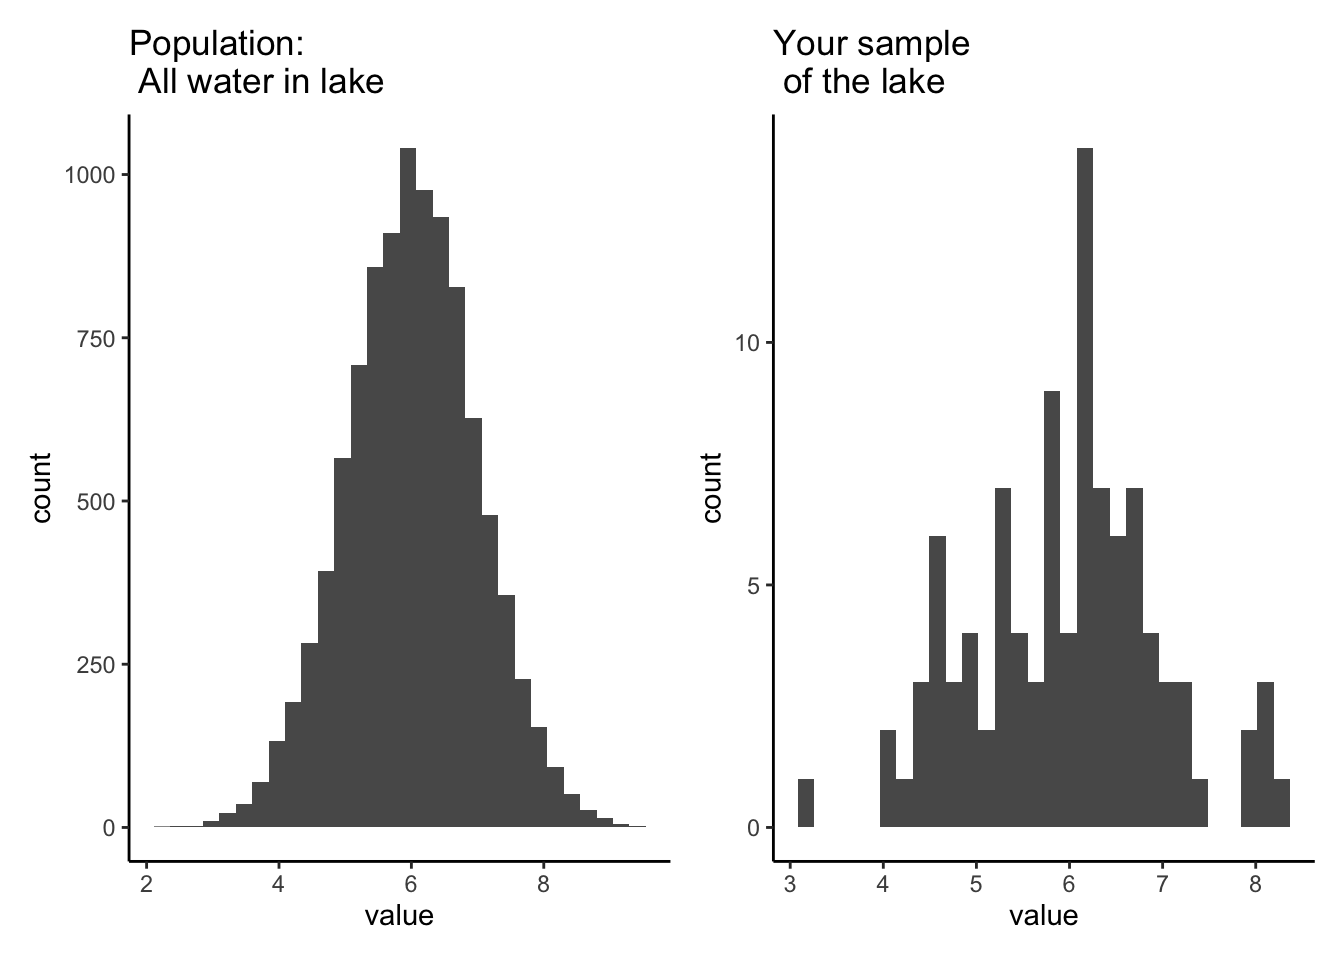 Population:
All water in lake
1000
750
500
250
0
count
2 4 6 8
value
Your sample
of the lake
10
5
0
count
3 4 5 6 7 8
value